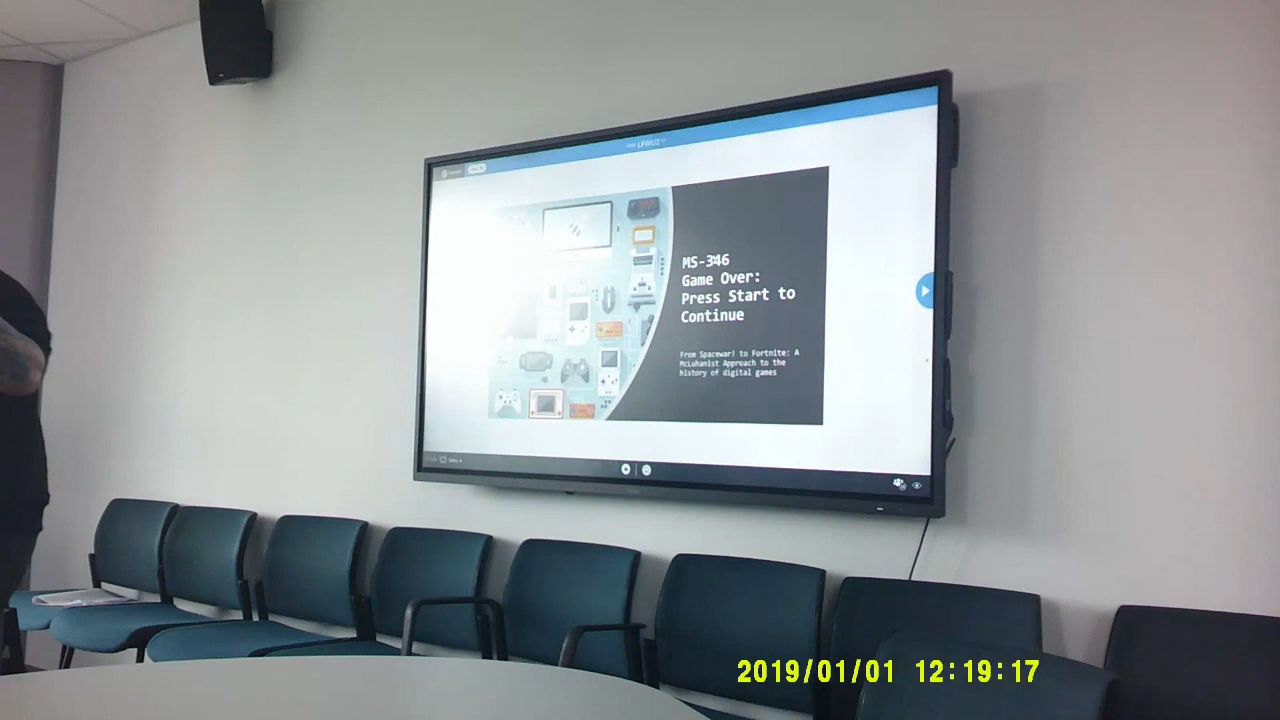 LFWUZ
MS-346
Game Over:
Press Start to
Continue
From Spacewar! to Fortnite: A
McLuhanist Approach to the
history of digital games
2019/01/01 12:19:17